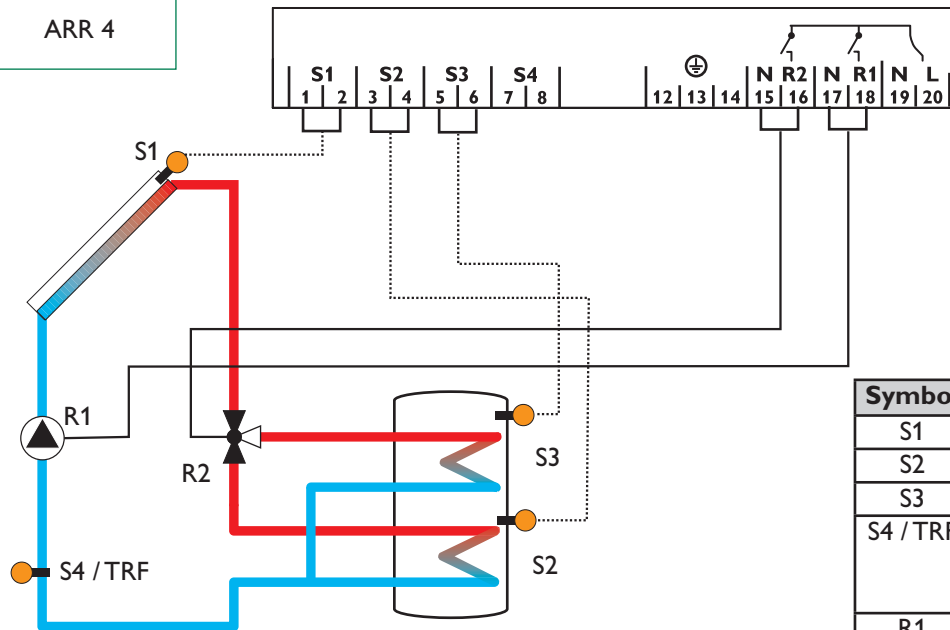 ARR 4
S1 S2 S3 S4 N R2 N R1 N L
1 2 3 4 5 6 7 8 12 13 14 15 16 17 18 19 20
S1
R1
R2
S3
S2
S4 / TRF
Symbo
S1
S2
S3
S4 / TRF
R1